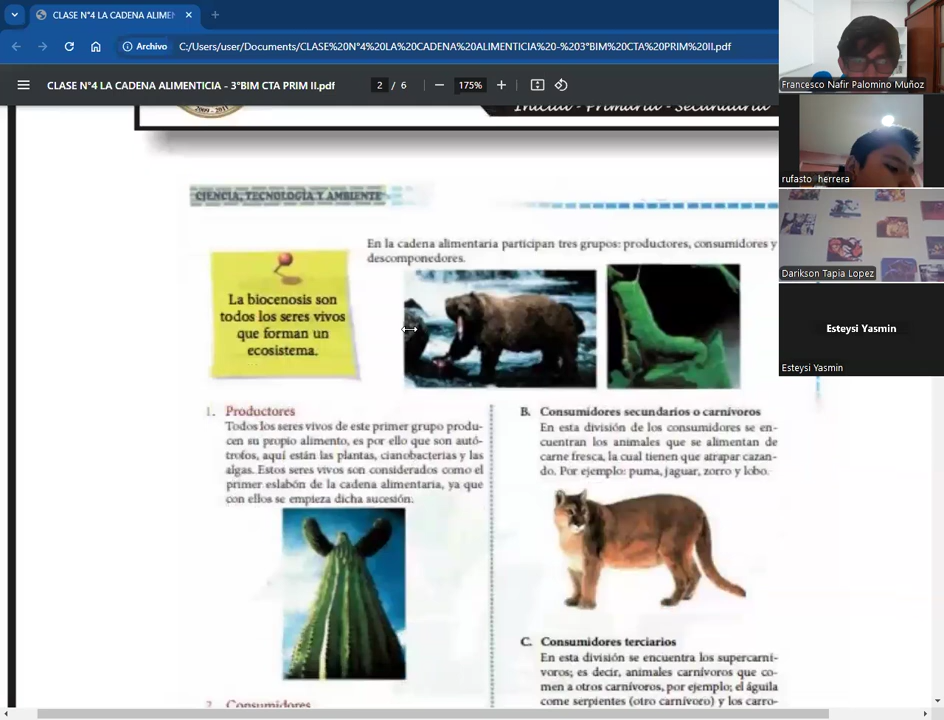 CLASE N°4 LA CADENA ALIMEN
Archivo
C:/Users/user/Documents/CLASE%20N°4%20LA%20CADENA%20ALIMENTICIA%20-%203°BIM%20CTA%20PRIM%20II.pdf
CLASE N°4 LA CADENA ALIMENTICIA - 3°BIM CTA PRIM II.pdf
2 / 6
175%
Inicial - Primaria - Secundaria
CIENCIA, TECNOLOGÍA Y AMBIENTE
En la cadena alimentaria participan tres grupos: productores, consumidores y
descomponedores.
La biocenosis son
todos los seres vivos
que forman un
ecosistema.
1. Productores
Todos los seres vivos de este primer grupo produ-
cen su propio alimento, es por ello que son autó-
trofos, aquí están las plantas, cianobacterias y las
algas. Estos seres vivos son considerados como el
primer eslabón de la cadena alimentaria, ya que
con ellos se empieza dicha sucesión.
2. Consumidores
B. Consumidores secundarios o carnívoros
En esta división de los consumidores se en-
cuentran los animales que se alimentan de
carne fresca, la cual tienen que atrapar cazan-
do. Por ejemplo: puma, jaguar, zorro y lobo.
C. Consumidores terciarios
En esta división se encuentra los supercarní-
voros; es decir, animales carnívoros que co-
men a otros carnívoros, por ejemplo; el águila
come serpientes (otro carnívoro) y los carro-
Francesco Nafir Palomino Muñoz
rufasto herrera
Darikson Tapia Lopez
Esteysi Yasmin
Esteysi Yasmin